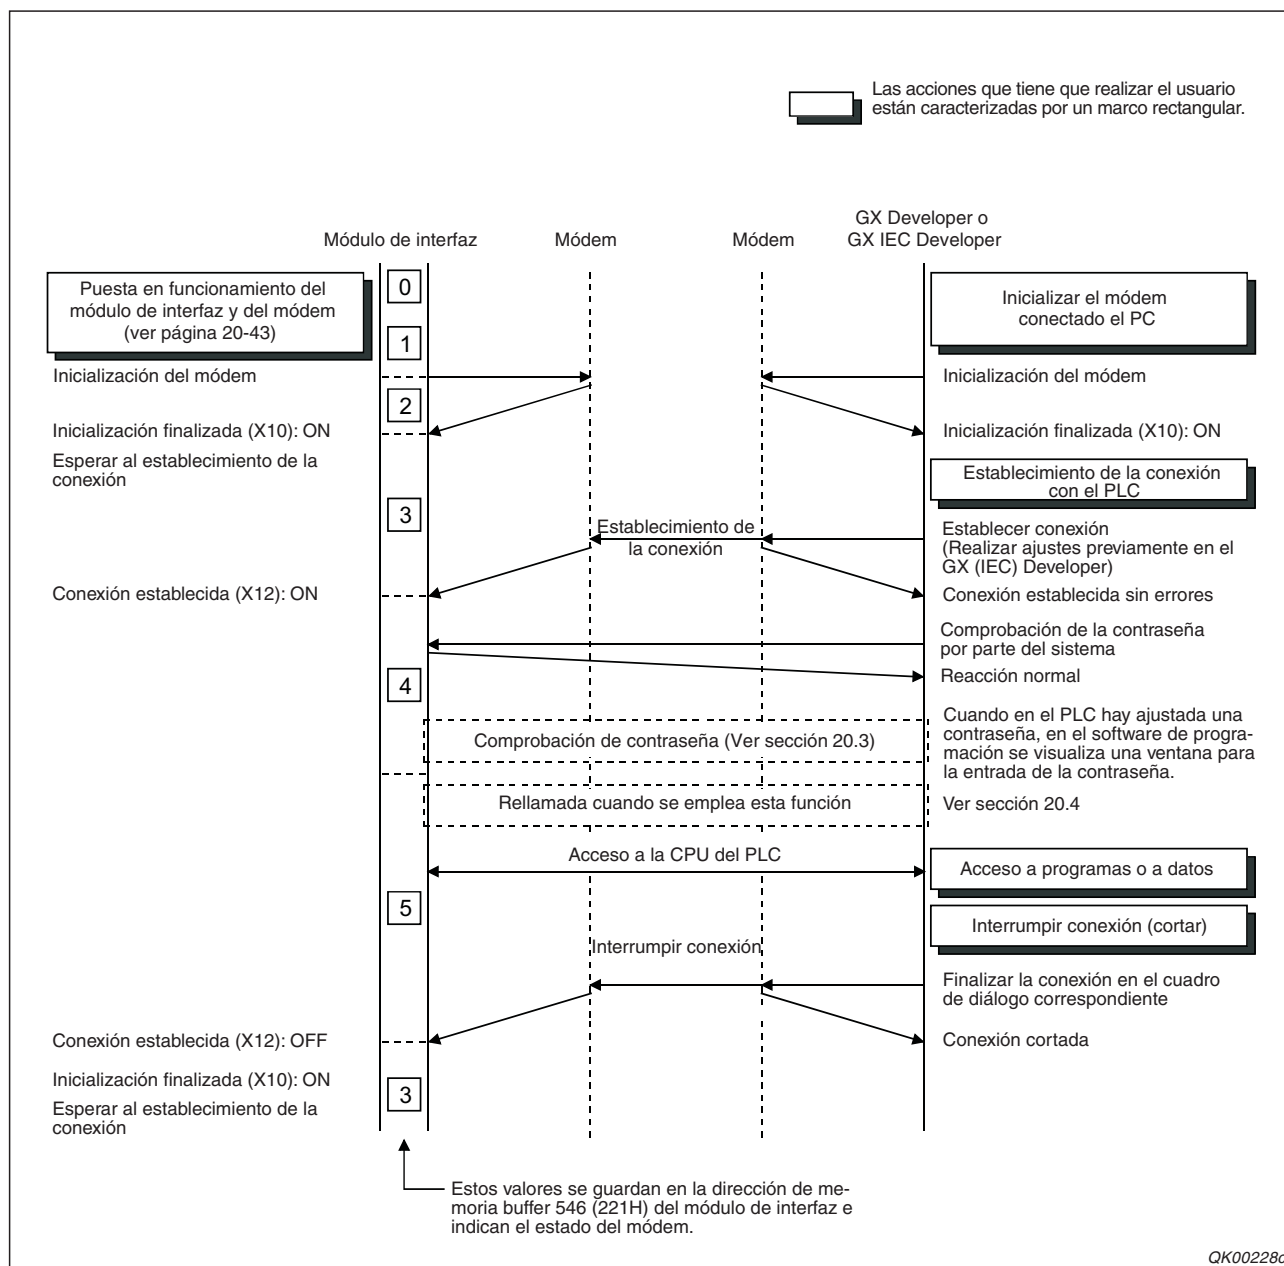 Las acciones que tiene que realizar el usuario
están caracterizadas por un marco rectangular.
GX Developer o
GX IEC Developer
Módulo de interfaz
Módem
Módem
Puesta en funcionamiento del
módulo de interfaz y del módem
(ver página 20-43)
0
Inicializar el módem
conectado el PC
1
Inicialización del módem
Inicialización del módem
2
Inicialización finalizada (X10): ON
Inicialización finalizada (X10): ON
Esperar al establecimiento de la
conexión
Establecimiento de la conexión
con el PLC
3
Establecimiento de
la conexión
Establecer conexión
(Realizar ajustes previamente en el
GX (IEC) Developer)
Conexión establecida (X12): ON
Conexión establecida sin errores
Comprobación de la contraseña
por parte del sistema
Reacción normal
4
Comprobación de contraseña (Ver sección 20.3)
Cuando en el PLC hay ajustada una
contraseña, en el software de progra-
mación se visualiza una ventana para
la entrada de la contraseña.
Rellamada cuando se emplea esta función
Ver sección 20.4
Acceso a la CPU del PLC
Acceso a programas o a datos
5
Interrumpir conexión (cortar)
Interrumpir conexión
Finalizar la conexión en el cuadro
de diálogo correspondiente
Conexión establecida (X12): OFF
Conexión cortada
Inicialización finalizada (X10): ON
3
Esperar al establecimiento de la
conexión
Estos valores se guardan en la dirección de me-
moria buffer 546 (221H) del módulo de interfaz e
indican el estado del módem.
QK00228c